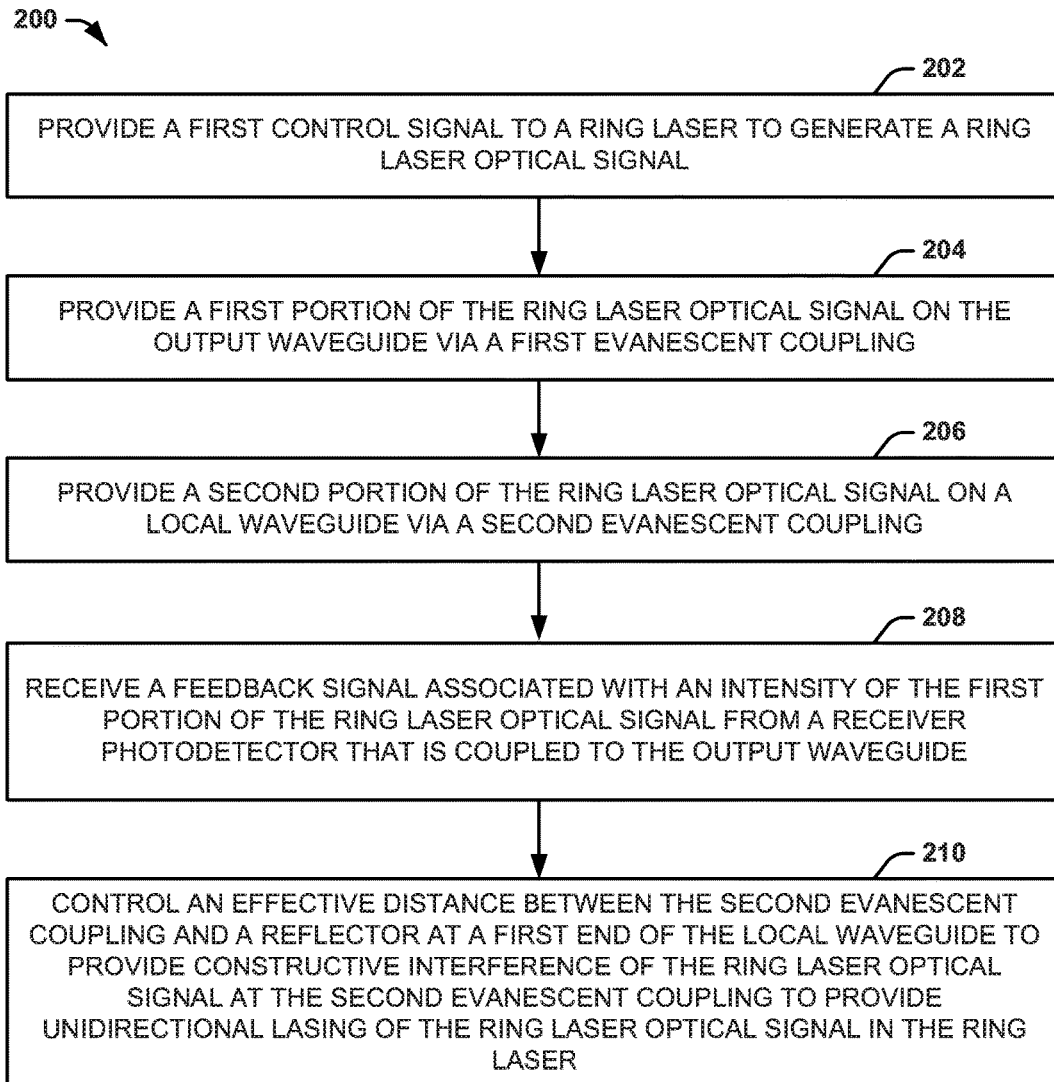 200
202
PROVIDE A FIRST CONTROL SIGNAL TO A RING LASER TO GENERATE A RING
LASER OPTICAL SIGNAL
204
PROVIDE A FIRST PORTION OF THE RING LASER OPTICAL SIGNAL ON THE
OUTPUT WAVEGUIDE VIA A FIRST EVANESCENT COUPLING
206
PROVIDE A SECOND PORTION OF THE RING LASER OPTICAL SIGNAL ON A
LOCAL WAVEGUIDE VIA A SECOND EVANESCENT COUPLING
208
RECEIVE A FEEDBACK SIGNAL ASSOCIATED WITH AN INTENSITY OF THE FIRST
PORTION OF THE RING LASER OPTICAL SIGNAL FROM A RECEIVER
PHOTODETECTOR THAT IS COUPLED TO THE OUTPUT WAVEGUIDE
210
CONTROL AN EFFECTIVE DISTANCE BETWEEN THE SECOND EVANESCENT
COUPLING AND A REFLECTOR AT A FIRST END OF THE LOCAL WAVEGUIDE TO
PROVIDE CONSTRUCTIVE INTERFERENCE OF THE RING LASER OPTICAL
SIGNAL AT THE SECOND EVANESCENT COUPLING TO PROVIDE
UNIDIRECTIONAL LASING OF THE RING LASER OPTICAL SIGNAL IN THE RING
LASER